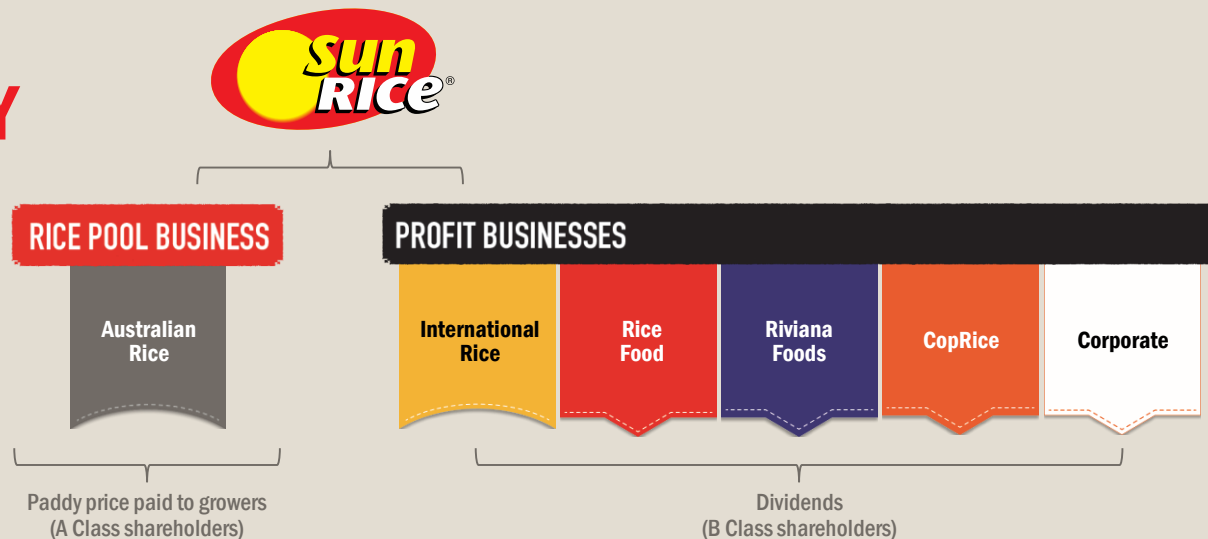 Y
Sun
RICE®
RICE POOL BUSINESS
PROFIT BUSINESSES
Australian
Rice
International
Rice
Rice
Food
Riviana
Foods
CopRice
Corporate
Paddy price paid to growers
(A Class shareholders)
Dividends
(B Class shareholders)